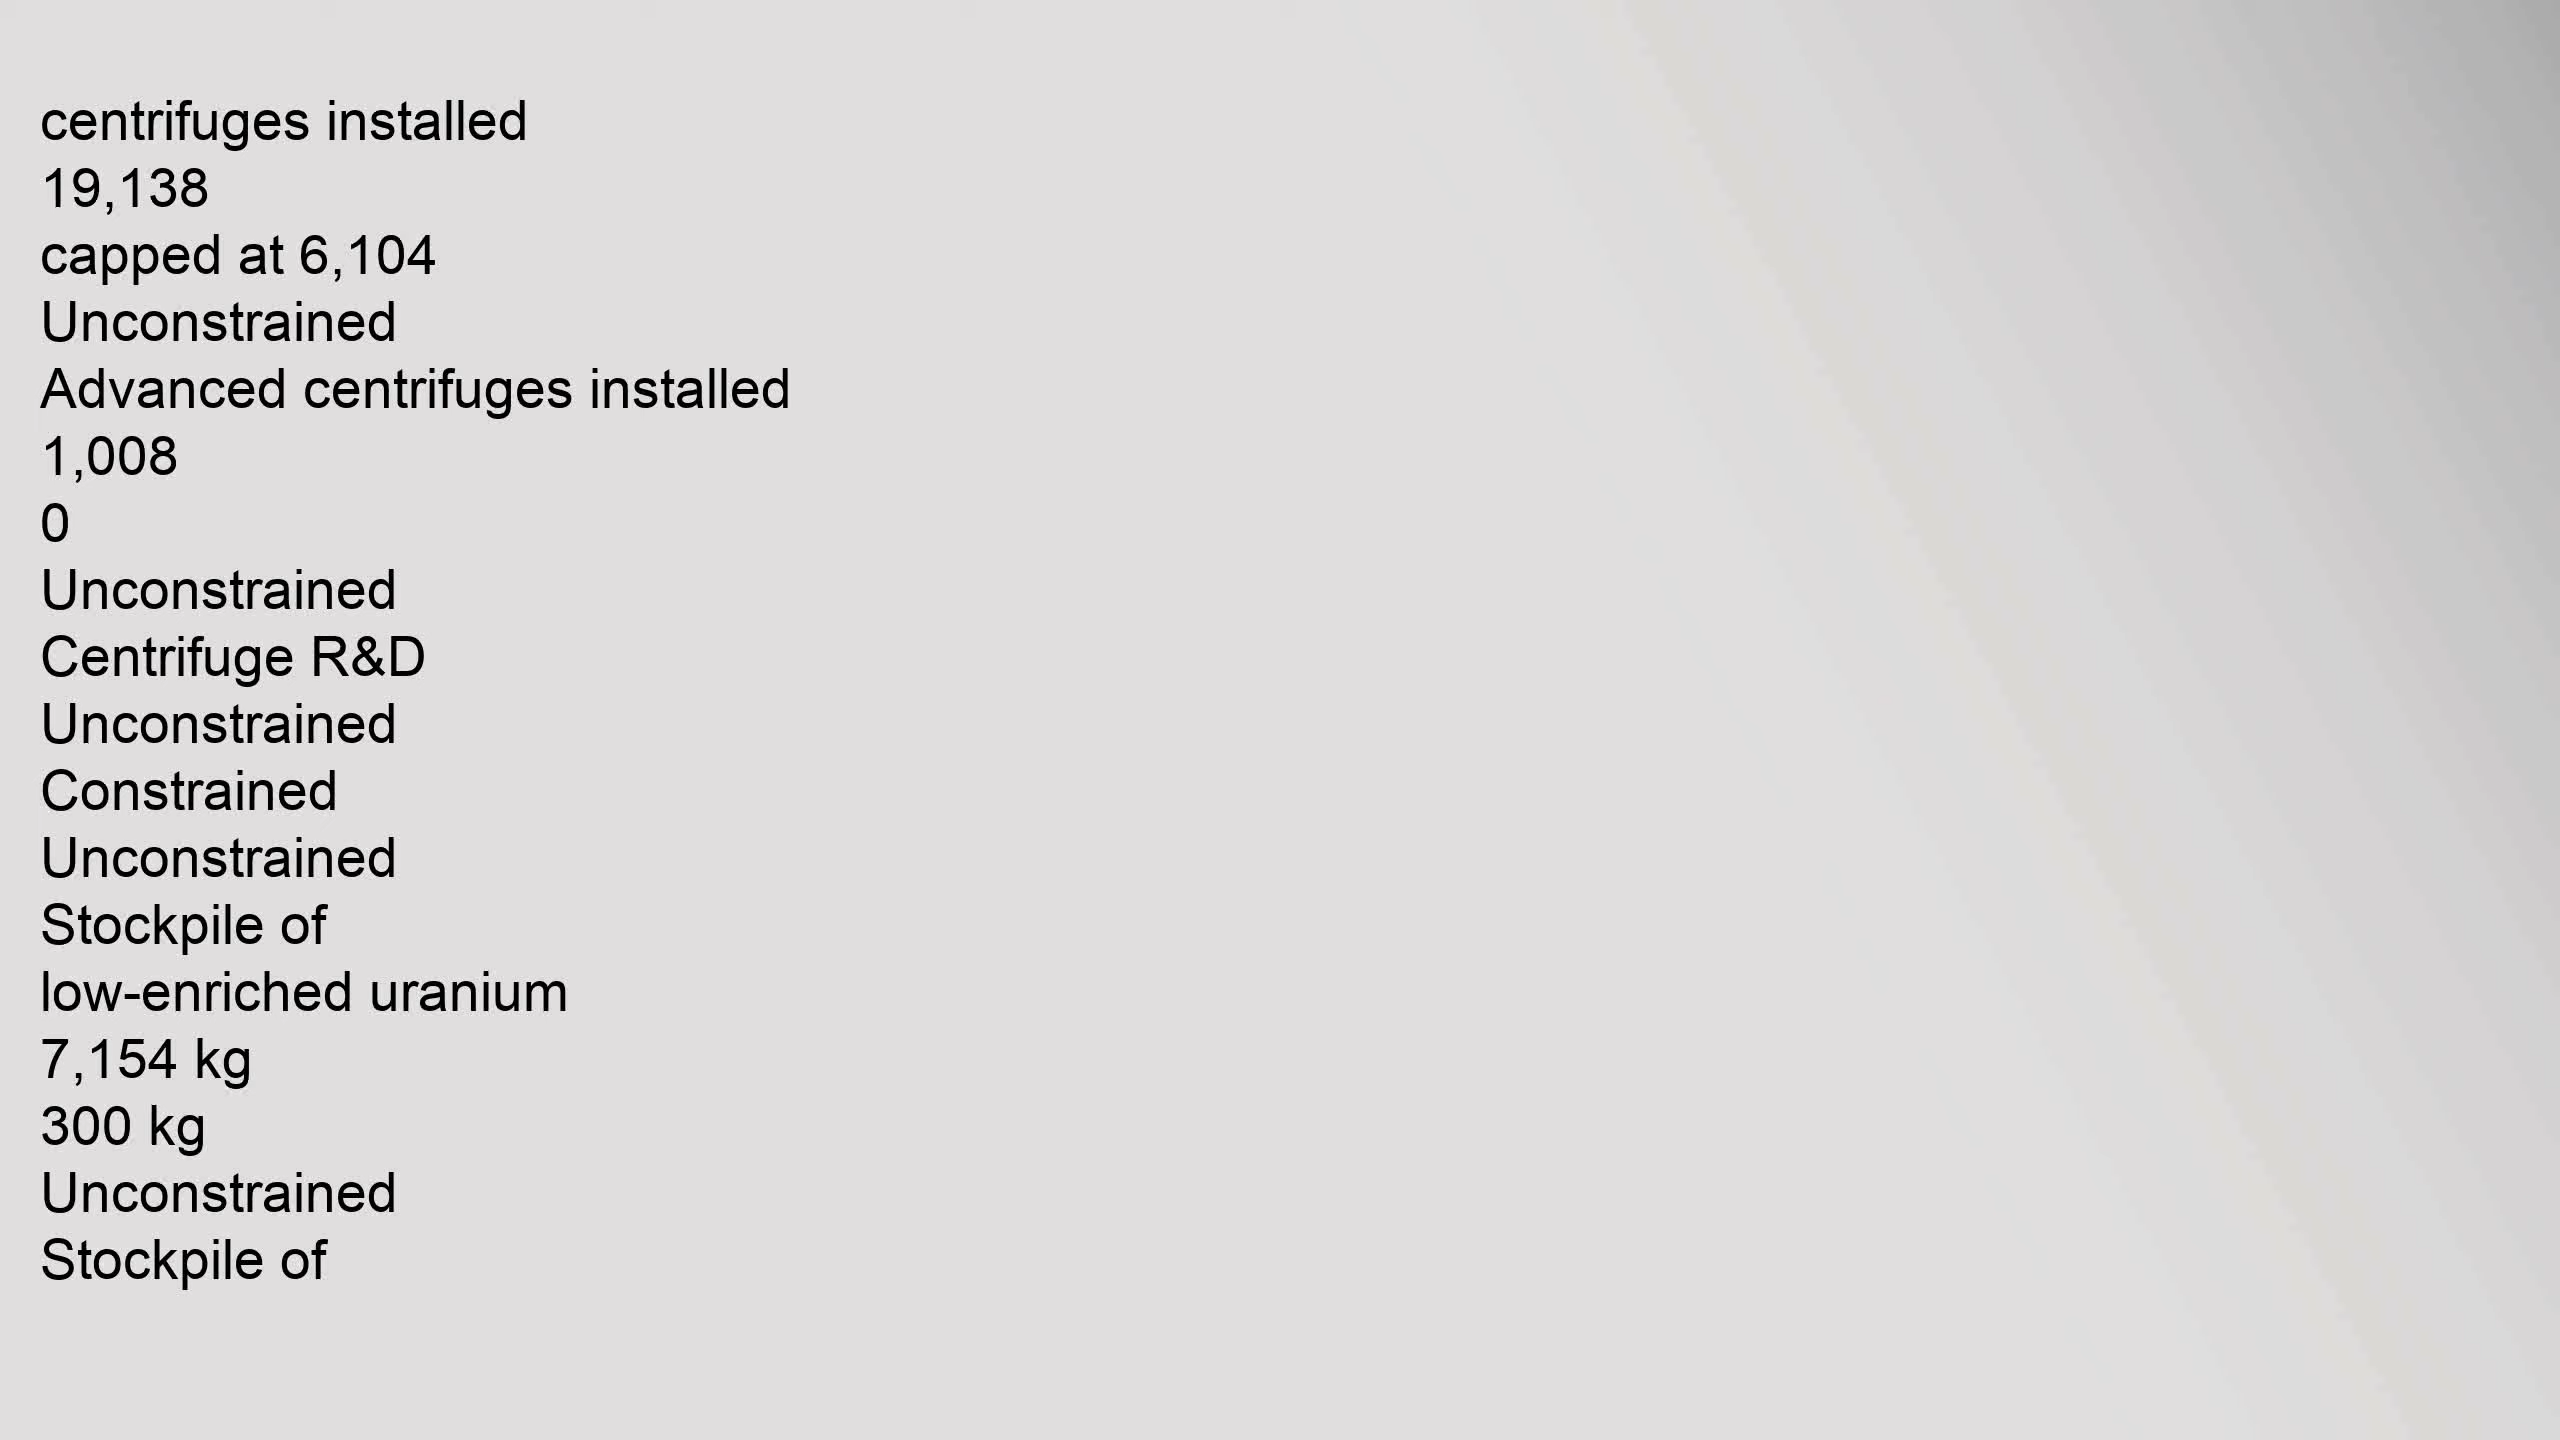 centrifuges installed
19,138
capped at 6,104
Unconstrained
Advanced centrifuges installed
1,008
0
Unconstrained
Centrifuge R&D
Unconstrained
Constrained
Unconstrained
Stockpile of
low-enriched uranium
7,154 kg
300 kg
Unconstrained
Stockpile of